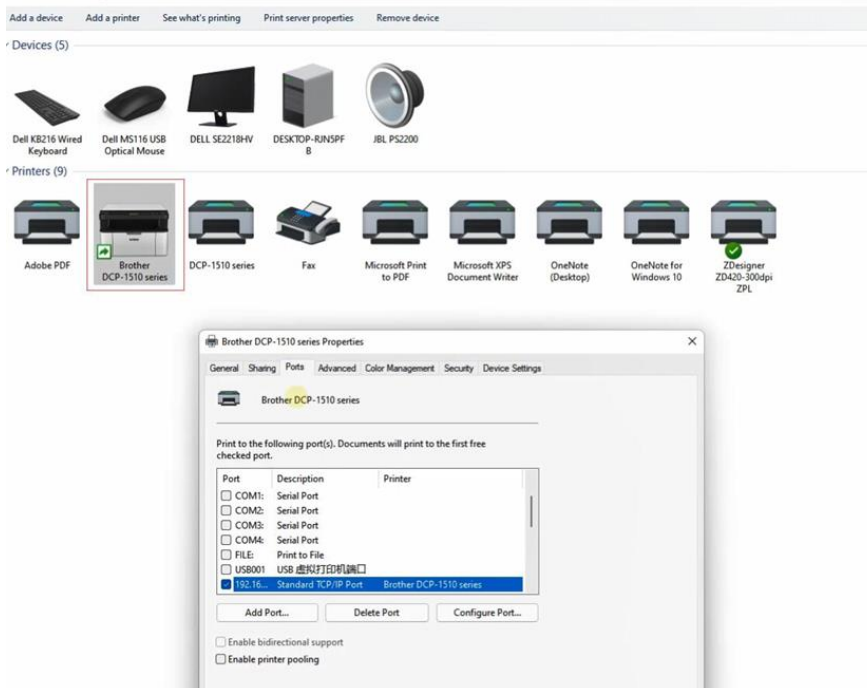 Add a device Add a printer See what's printing Print server properties Remove device
Devices (5)
Dell KB216 Wired Keyboard
Dell MS116 USB Optical Mouse
DELL SE2218HV
DESKTOP-RJN5PFB
JBL PS2200
Printers (9)
Adobe PDF
Brother DCP-1510 series
DCP-1510 series
Fax
Microsoft Print to PDF
Microsoft XPS Document Writer
OneNote (Desktop)
OneNote for Windows 10
ZDesigner ZD420-300dpi ZPL
Brother DCP-1510 series Properties
General Sharing Ports Advanced Color Management Security Device Settings
Brother DCP-1510 series
Print to the following port(s). Documents will print to the first free
checked port.
Port Description Printer
COM1: Serial Port
COM2: Serial Port
COM3: Serial Port
COM4: Serial Port
FILE: Print to File
USB001 USB 虚拟打印机端口
192.16... Standard TCP/IP Port Brother DCP-1510 series
Add Port... Delete Port Configure Port...
Enable bidirectional support
Enable printer pooling